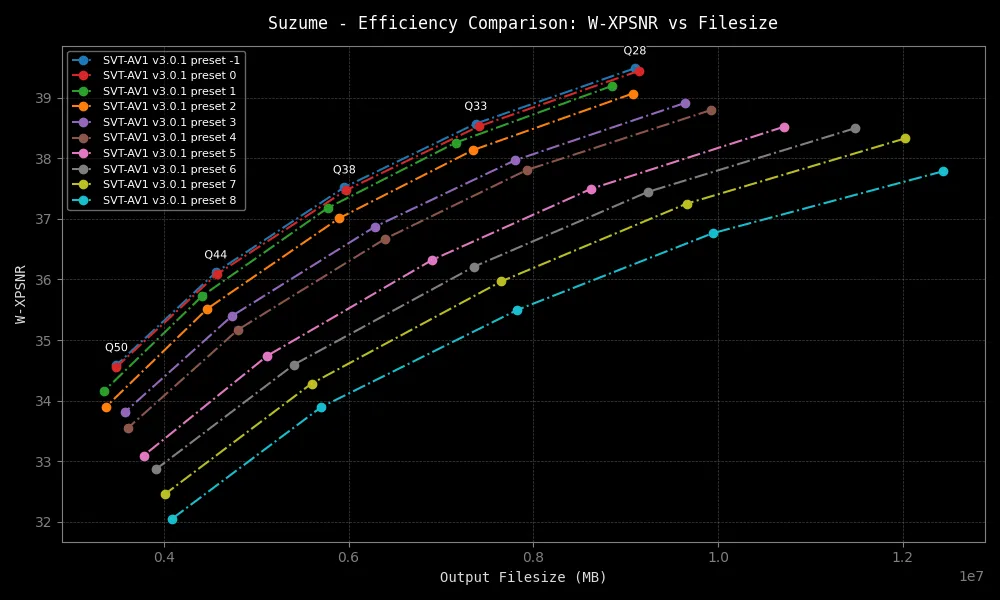 Suzume - Efficiency Comparison: W-XPSNR vs Filesize
SVT-AV1 v3.0.1 preset -1
SVT-AV1 v3.0.1 preset 0
SVT-AV1 v3.0.1 preset 1
SVT-AV1 v3.0.1 preset 2
SVT-AV1 v3.0.1 preset 3
SVT-AV1 v3.0.1 preset 4
SVT-AV1 v3.0.1 preset 5
SVT-AV1 v3.0.1 preset 6
SVT-AV1 v3.0.1 preset 7
SVT-AV1 v3.0.1 preset 8
Q28
Q33
Q38
Q44
Q50
W-XPSNR
39
38
37
36
35
34
33
32
0.4 0.6 0.8 1.0 1.2
1e7
Output Filesize (MB)